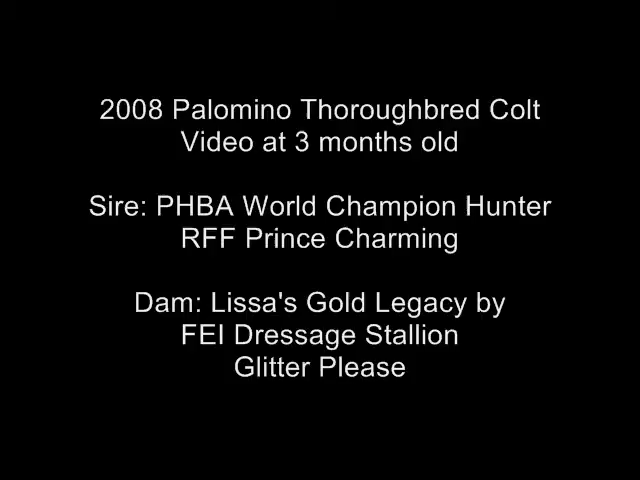 2008 Palomino Thoroughbred Colt
Video at 3 months old
Sire: PHBA World Champion Hunter
RFF Prince Charming
Dam: Lissa's Gold Legacy by
FEI Dressage Stallion
Glitter Please